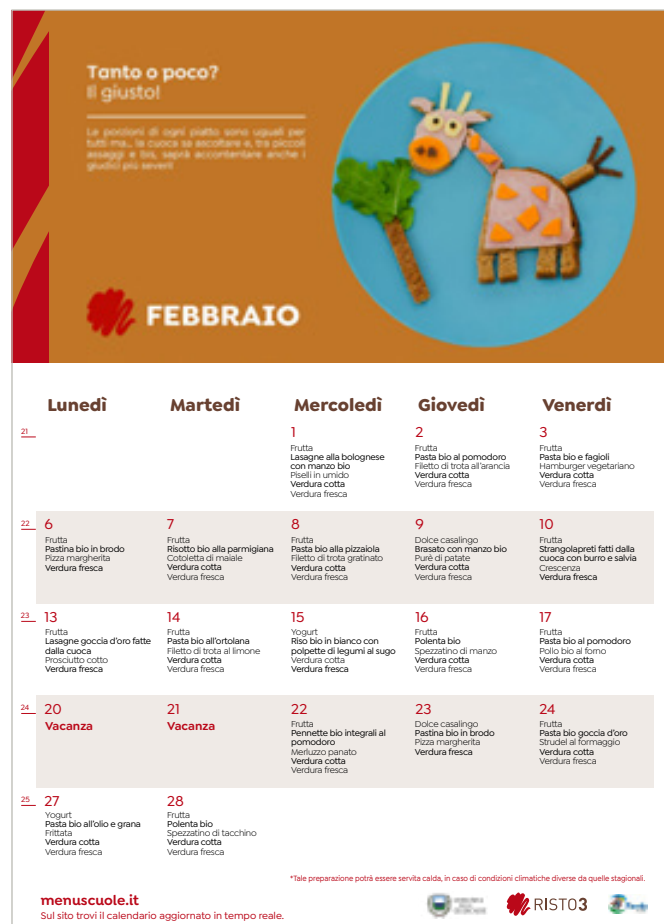 Tanto o poco?
Il giusto!
Le porzioni di ogni piatto sono uguali per
tutti ma... la cuoca sa ascoltare e, tra piccoli
assaggi e bis, saprà accontentare anche i
giudici più severi!
FEBBRAIO
Lunedì Martedì Mercoledì Giovedì Venerdì
21
1
Frutta
Lasagne alla bolognese
con manzo bio
Piselli in umido
Verdura cotta
Verdura fresca
2
Frutta
Pasta bio al pomodoro
Filetto di trota all'arancia
Verdura cotta
Verdura fresca
3
Frutta
Pasta bio e fagioli
Hamburger vegetariano
Verdura cotta
Verdura fresca
22
6
Frutta
Pastina bio in brodo
Pizza margherita
Verdura fresca
7
Frutta
Risotto bio alla parmigiana
Cotoletta di maiale
Verdura cotta
Verdura fresca
8
Frutta
Pasta bio alla pizzaiola
Filetto di trota gratinato
Verdura cotta
Verdura fresca
9
Dolce casalingo
Brasato con manzo bio
Purè di patate
Verdura cotta
Verdura fresca
10
Frutta
Strangolapreti fatti dalla
cuoca con burro e salvia
Crescenza
Verdura fresca
23
13
Frutta
Lasagne goccia d'oro fatte
dalla cuoca
Prosciutto cotto
Verdura fresca
14
Frutta
Pasta bio all'ortolana
Filetto di trota al limone
Verdura cotta
Verdura fresca
15
Yogurt
Riso bio in bianco con
polpette di legumi al sugo
Verdura cotta
Verdura fresca
16
Frutta
Polenta bio
Spezzatino di manzo
Verdura cotta
Verdura fresca
17
Frutta
Pasta bio al pomodoro
Pollo bio al forno
Verdura cotta
Verdura fresca
24
20
Vacanza
21
Vacanza
22
Frutta
Pennette bio integrali al
pomodoro
Merluzzo panato
Verdura cotta
Verdura fresca
23
Dolce casalingo
Pastina bio in brodo
Pizza margherita
Verdura fresca
24
Frutta
Pasta bio goccia d'oro
Strudel al formaggio
Verdura cotta
Verdura fresca
25
27
Yogurt
Pasta bio all'olio e grana
Frittata
Verdura cotta
Verdura fresca
28
Frutta
Polenta bio
Spezzatino di tacchino
Verdura cotta
Verdura fresca
*Tale preparazione potrà essere servita calda, in caso di condizioni climatiche diverse da quelle stagionali.
menuscuole.it
Sul sito trovi il calendario aggiornato in tempo reale.
RISTO3